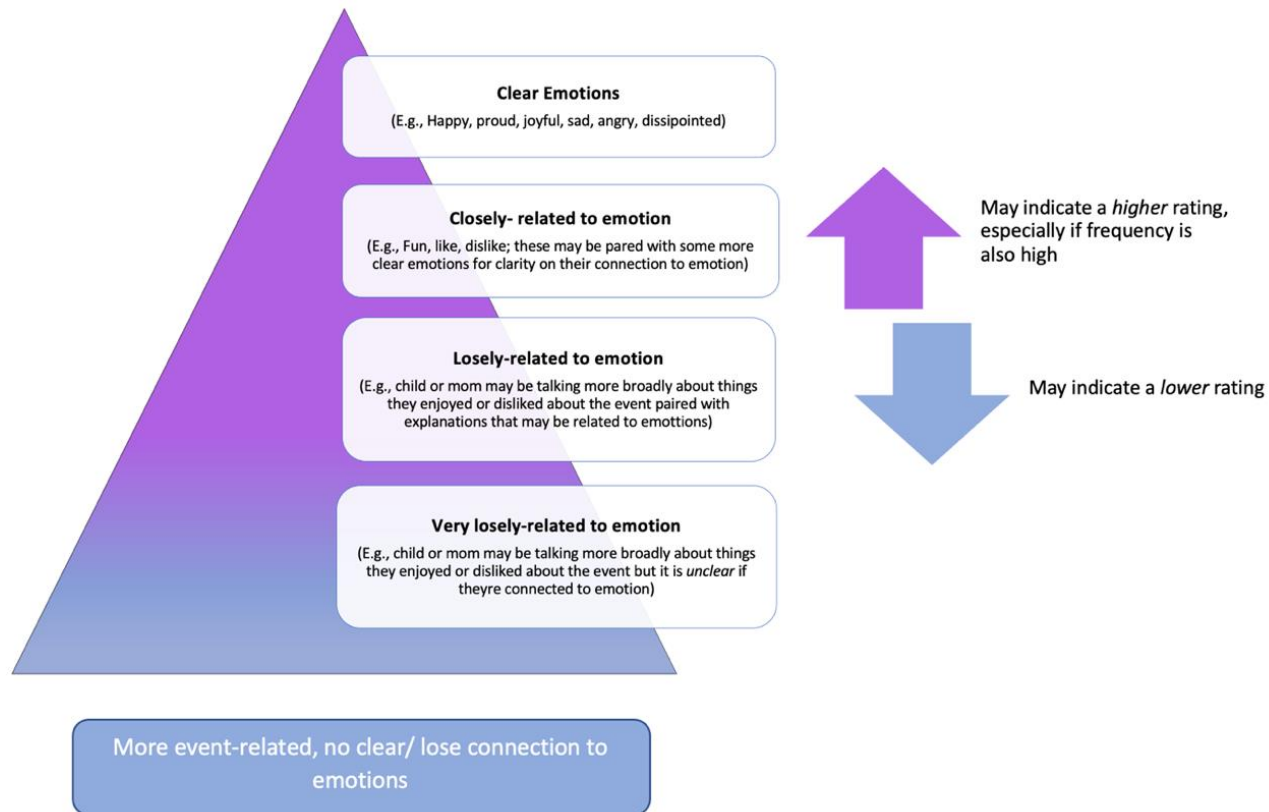 Clear Emotions
(E.g., Happy, proud, joyful, sad, angry, dissipointed)
Closely- related to emotion
(E.g., Fun, like, dislike; these may be pared with some more
clear emotions for clarity on their connection to emotion)
May indicate a higher rating,
especially if frequency is
also high
Losely-related to emotion
(E.g., child or mom may be talking more broadly about things
they enjoyed or disliked about the event paired with
explanations that may be related to emottions)
May indicate a lower rating
Very losely-related to emotion
(E.g., child or mom may be talking more broadly about things
they enjoyed or disliked about the event but it is unclear if
theyre connected to emotion)
More event-related, no clear/ lose connection to
emotions